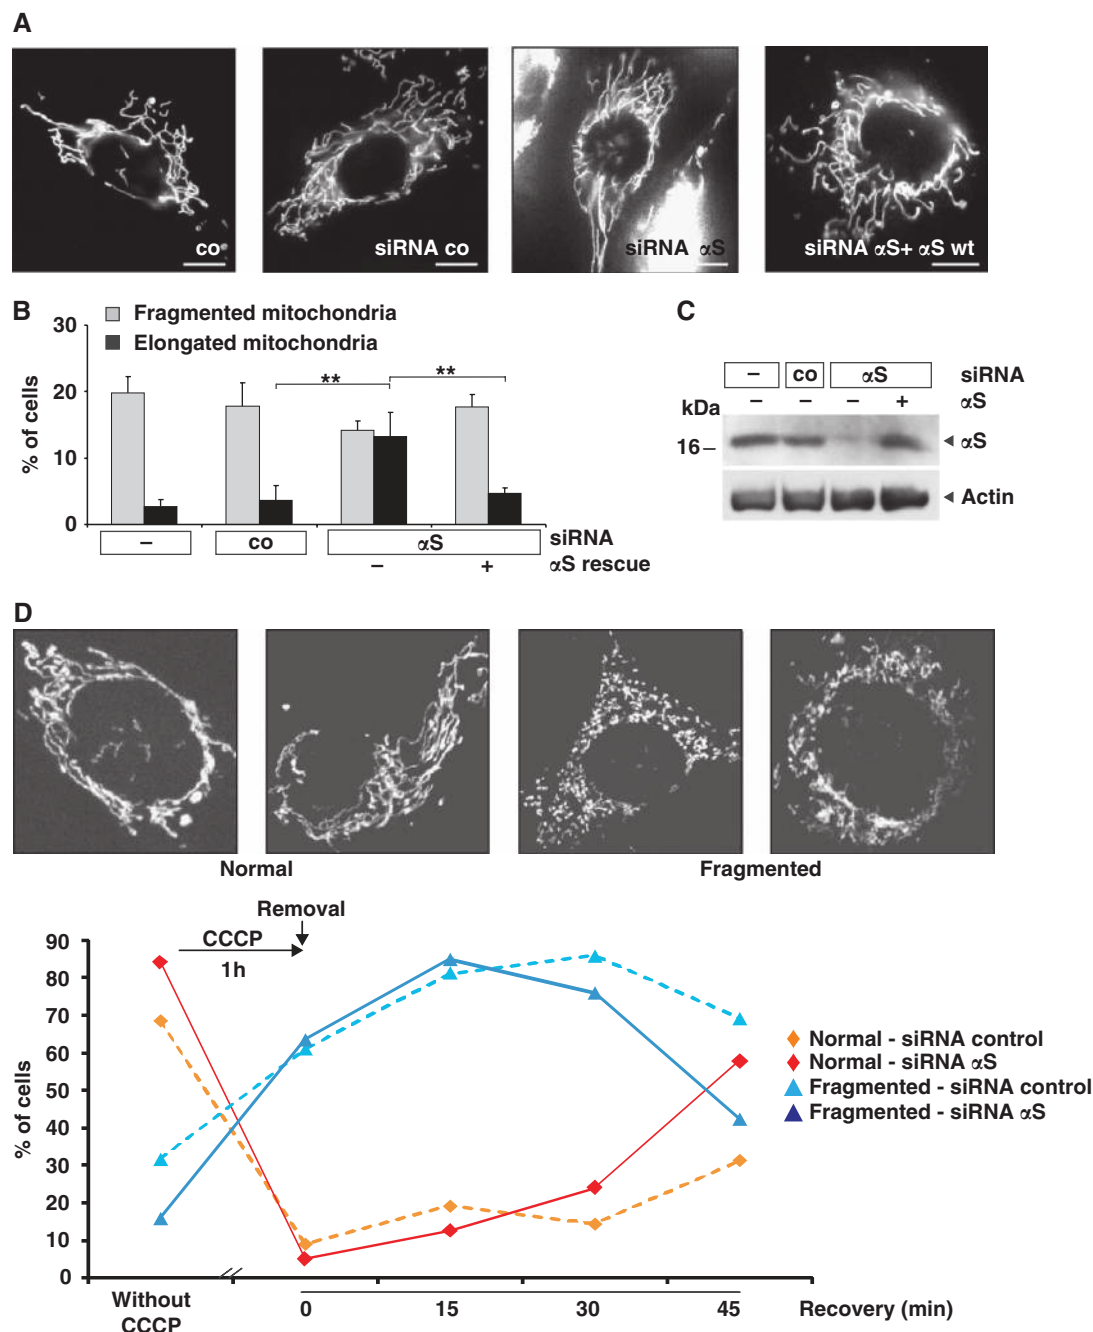 A
co
siRNA co
siRNA αS
siRNA αS+ αS wt
B
Fragmented mitochondria
Elongated mitochondria
30
20
10
0
% of cells
** **
– co αS siRNA
– + αS rescue
C
– co αS siRNA
– – – + αS
kDa
16
αS
Actin
D
Normal
Fragmented
Removal
CCCP
1h
90
80
70
60
50
40
30
20
10
0
% of cells
Normal - siRNA control
Normal - siRNA αS
Fragmented - siRNA control
Fragmented - siRNA αS
Without
CCCP
0 15 30 45 Recovery (min)